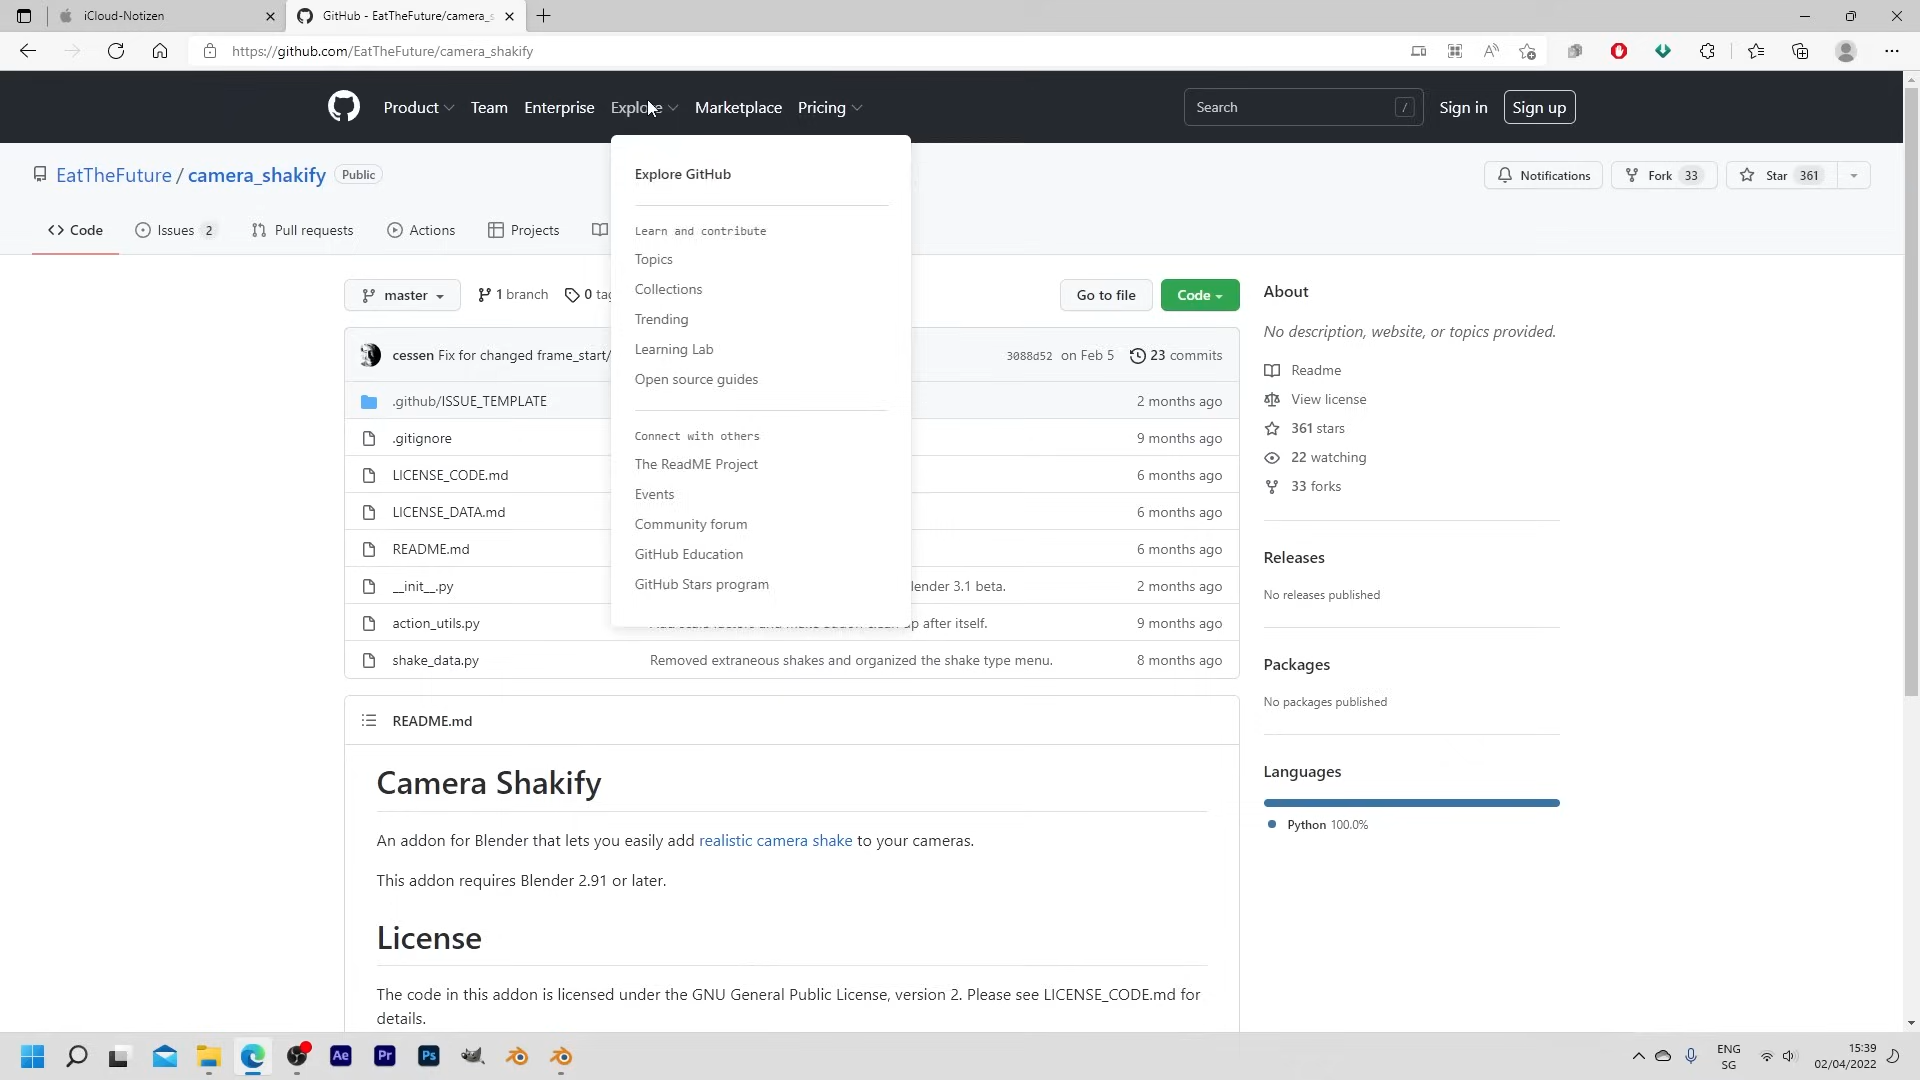 iCloud-Notizen
GitHub - EatTheFuture/camera_s
https://github.com/EatTheFuture/camera_shakify
Product Team Enterprise Explore Marketplace Pricing Search / Sign in Sign up
EatTheFuture / camera_shakify Public Notifications Fork 33 Star 361
Code Issues 2 Pull requests Actions Projects
master 1 branch 0 Go to file Code
cessen Fix for changed frame_start/ 3088d52 on Feb 5 23 commits
.github/ISSUE_TEMPLATE 2 months ago
.gitignore 9 months ago
LICENSE_CODE.md 6 months ago
LICENSE_DATA.md 6 months ago
README.md 6 months ago
__init__.py lender 3.1 beta. 2 months ago
action_utils.py after itself. 9 months ago
shake_data.py Removed extraneous shakes and organized the shake type menu. 8 months ago
Explore GitHub
Learn and contribute
Topics
Collections
Trending
Learning Lab
Open source guides
Connect with others
The ReadME Project
Events
Community forum
GitHub Education
GitHub Stars program
README.md
Camera Shakify
An addon for Blender that lets you easily add realistic camera shake to your cameras.
This addon requires Blender 2.91 or later.
License
The code in this addon is licensed under the GNU General Public License, version 2. Please see LICENSE_CODE.md for
details.
About
No description, website, or topics provided.
Readme
View license
361 stars
22 watching
33 forks
Releases
No releases published
Packages
No packages published
Languages
Python 100.0%
Ae Pr Ps
ENG
SG
15:39
02/04/2022